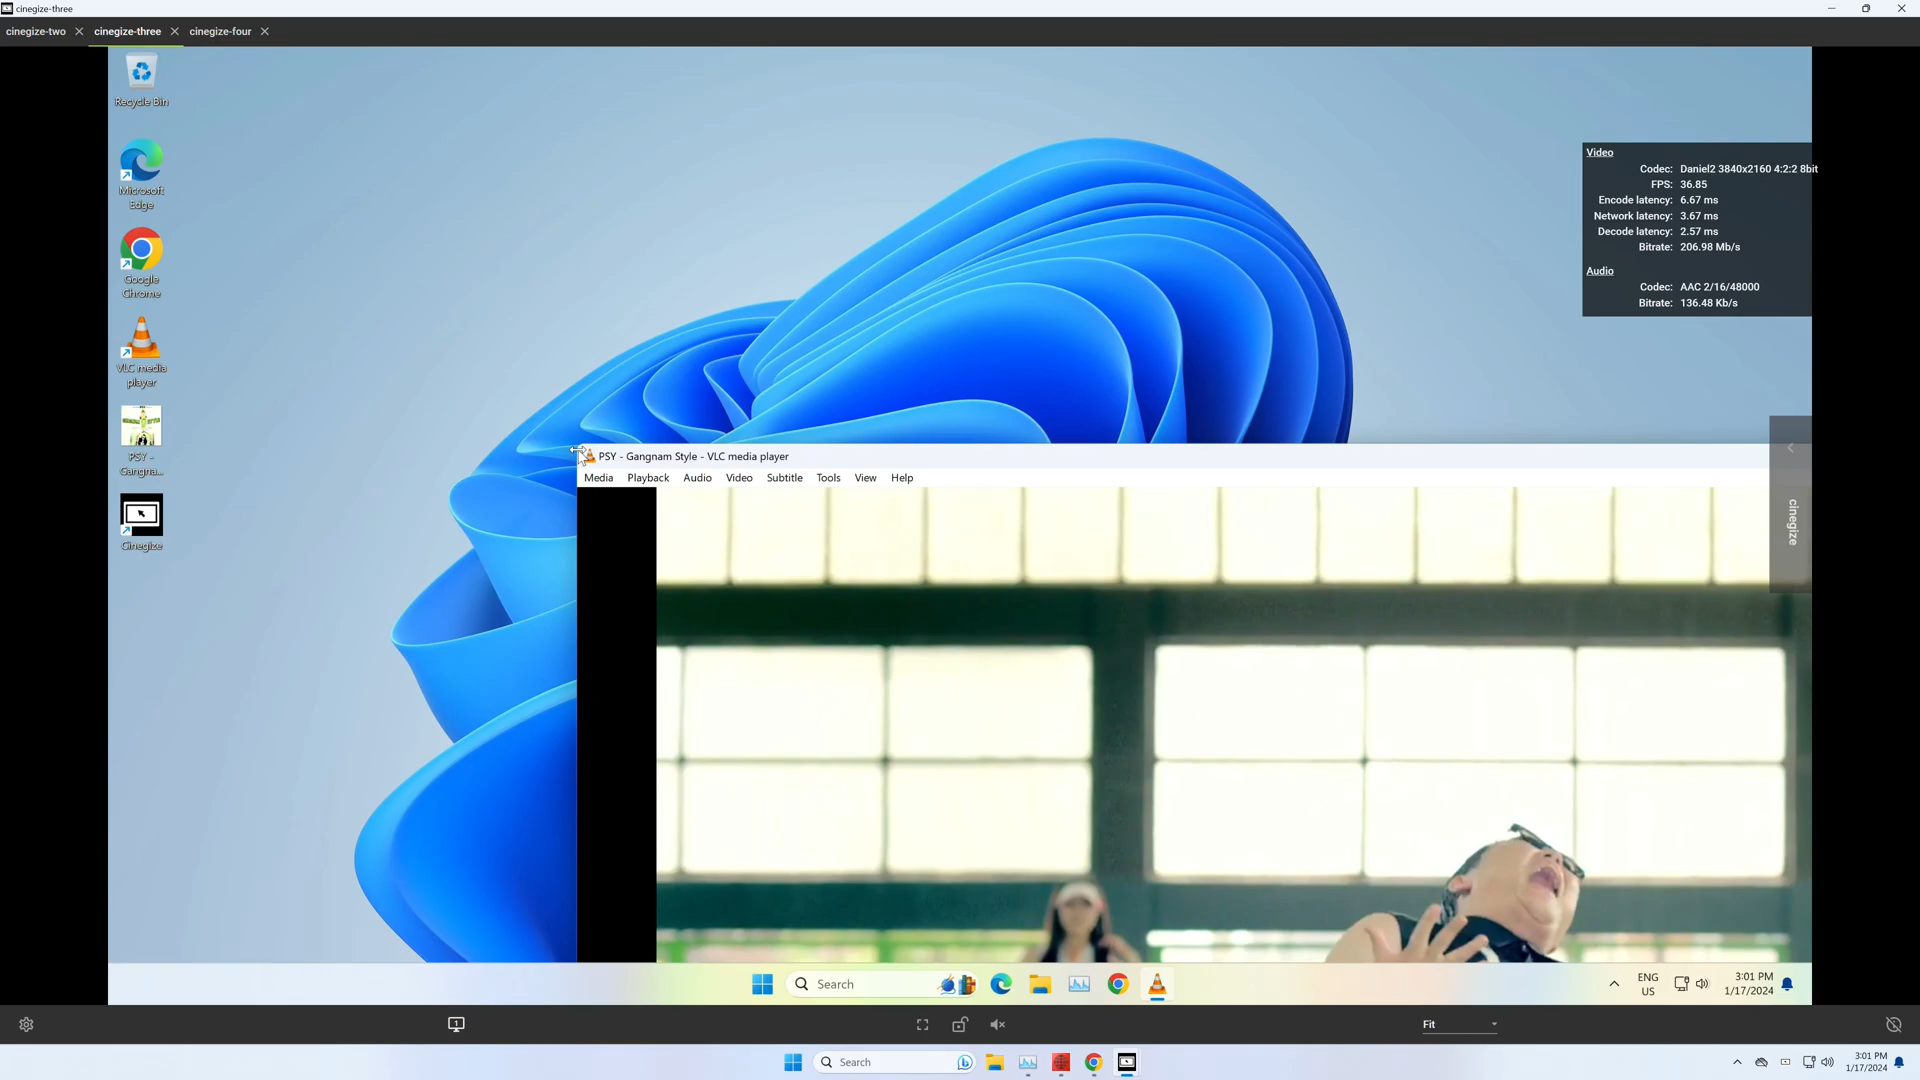 cinegize-three
cinegize-two
cinegize-three
cinegize-four
Recycle Bin
Microsoft
Edge
Google
Chrome
VLC media
player
PSY -
Gangna...
Cinegize
Video
Codec: Daniel2 3840x2160 4:2:2 8bit
FPS: 36.85
Encode latency: 6.67 ms
Network latency: 3.67 ms
Decode latency: 2.57 ms
Bitrate: 206.98 Mb/s
Audio
Codec: AAC 2/16/48000
Bitrate: 136.48 Kb/s
cinegize
PSY - Gangnam Style - VLC media player
Media Playback Audio Video Subtitle Tools View Help
Search
ENG
US
3:01 PM
1/17/2024
1
Fit
Search
3:01 PM
1/17/2024